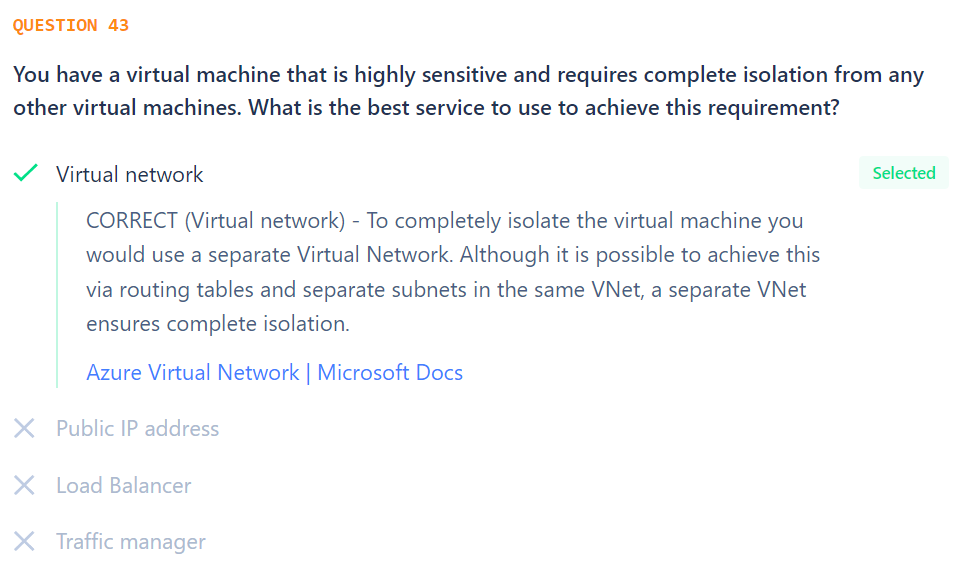 QUESTION 43
You have a virtual machine that is highly sensitive and requires complete isolation from any
other virtual machines. What is the best service to use to achieve this requirement?
Virtual network
Selected
CORRECT (Virtual network) - To completely isolate the virtual machine you
would use a separate Virtual Network. Although it is possible to achieve this
via routing tables and separate subnets in the same VNet, a separate VNet
ensures complete isolation.
Azure Virtual Network | Microsoft Docs
Public IP address
Load Balancer
Traffic manager